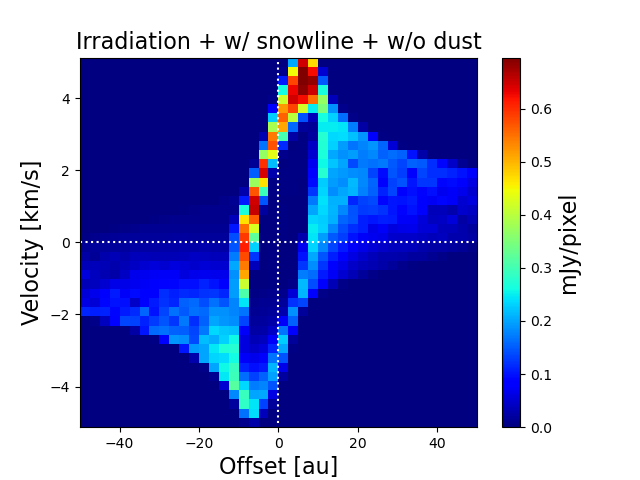 Irradiation + w/ snowline + w/o dust
4
2
0
−2
−4
Velocity [km/s]
−40 −20 0 20 40
Offset [au]
0.6
0.5
0.4
0.3
0.2
0.1
0.0
mJy/pixel